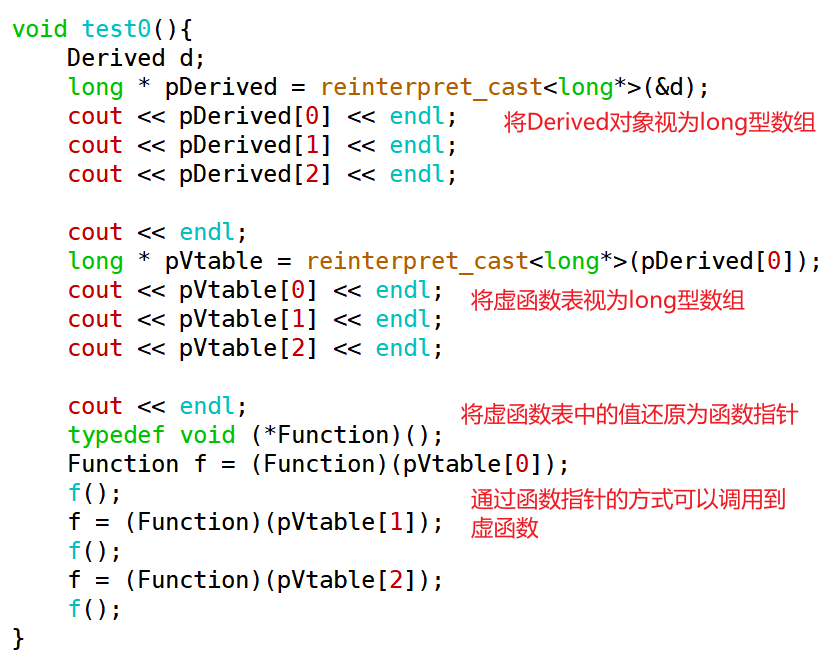 void test0(){
    Derived d;
    long * pDerived = reinterpret_cast<long*>(&d);
    cout << pDerived[0] << endl;    将Derived对象视为long型数组
    cout << pDerived[1] << endl;
    cout << pDerived[2] << endl;

    cout << endl;
    long * pVtable = reinterpret_cast<long*>(pDerived[0]);
    cout << pVtable[0] << endl;    将虚函数表视为long型数组
    cout << pVtable[1] << endl;
    cout << pVtable[2] << endl;

    cout << endl;    将虚函数表中的值还原为函数指针
    typedef void (*Function)();
    Function f = (Function)(pVtable[0]);
    f();    通过函数指针的方式可以调用到
    f = (Function)(pVtable[1]);    虚函数
    f();
    f = (Function)(pVtable[2]);
    f();
}